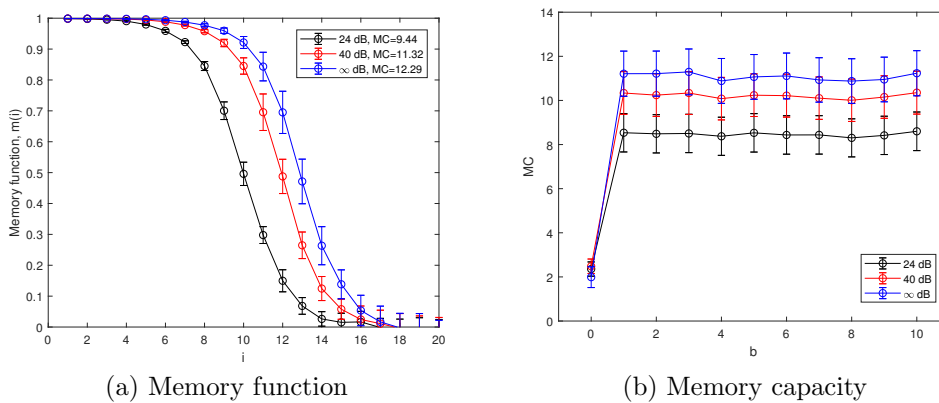 1
0.9
0.8
0.7
0.6
0.5
0.4
0.3
0.2
0.1
0
Memory function, m(i)
0 2 4 6 8 10 12 14 16 18 20
i
24 dB, MC=9.44
40 dB, MC=11.32
∞ dB, MC=12.29
(a) Memory function
14
12
10
8
6
4
2
0
MC
0 2 4 6 8 10
b
24 dB
40 dB
∞ dB
(b) Memory capacity